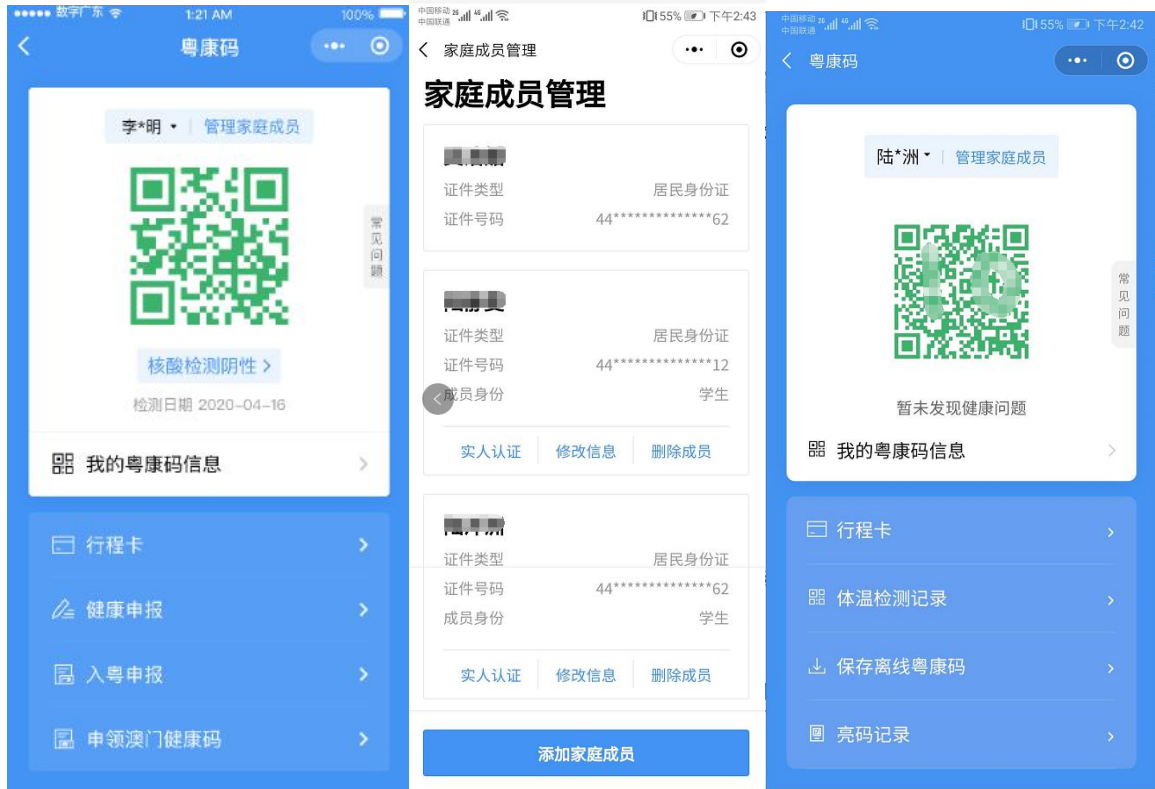 数字广东
1:21 AM
100%
粤康码
李*明
管理家庭成员
常见问题
核酸检测阴性
检测日期 2020-04-16
我的粤康码信息
行程卡
健康申报
入粤申报
申领澳门健康码
中国移动 2G 4G
中国联通
55% 下午2:43
家庭成员管理
家庭成员管理
证件类型 居民身份证
证件号码 44**************62
证件类型 居民身份证
证件号码 44**************12
成员身份 学生
实人认证 修改信息 删除成员
证件类型 居民身份证
证件号码 44**************62
成员身份 学生
实人认证 修改信息 删除成员
添加家庭成员
中国移动 2G 4G
中国联通
55% 下午2:42
粤康码
陆*洲
管理家庭成员
常见问题
暂未发现健康问题
我的粤康码信息
行程卡
体温检测记录
保存离线粤康码
亮码记录